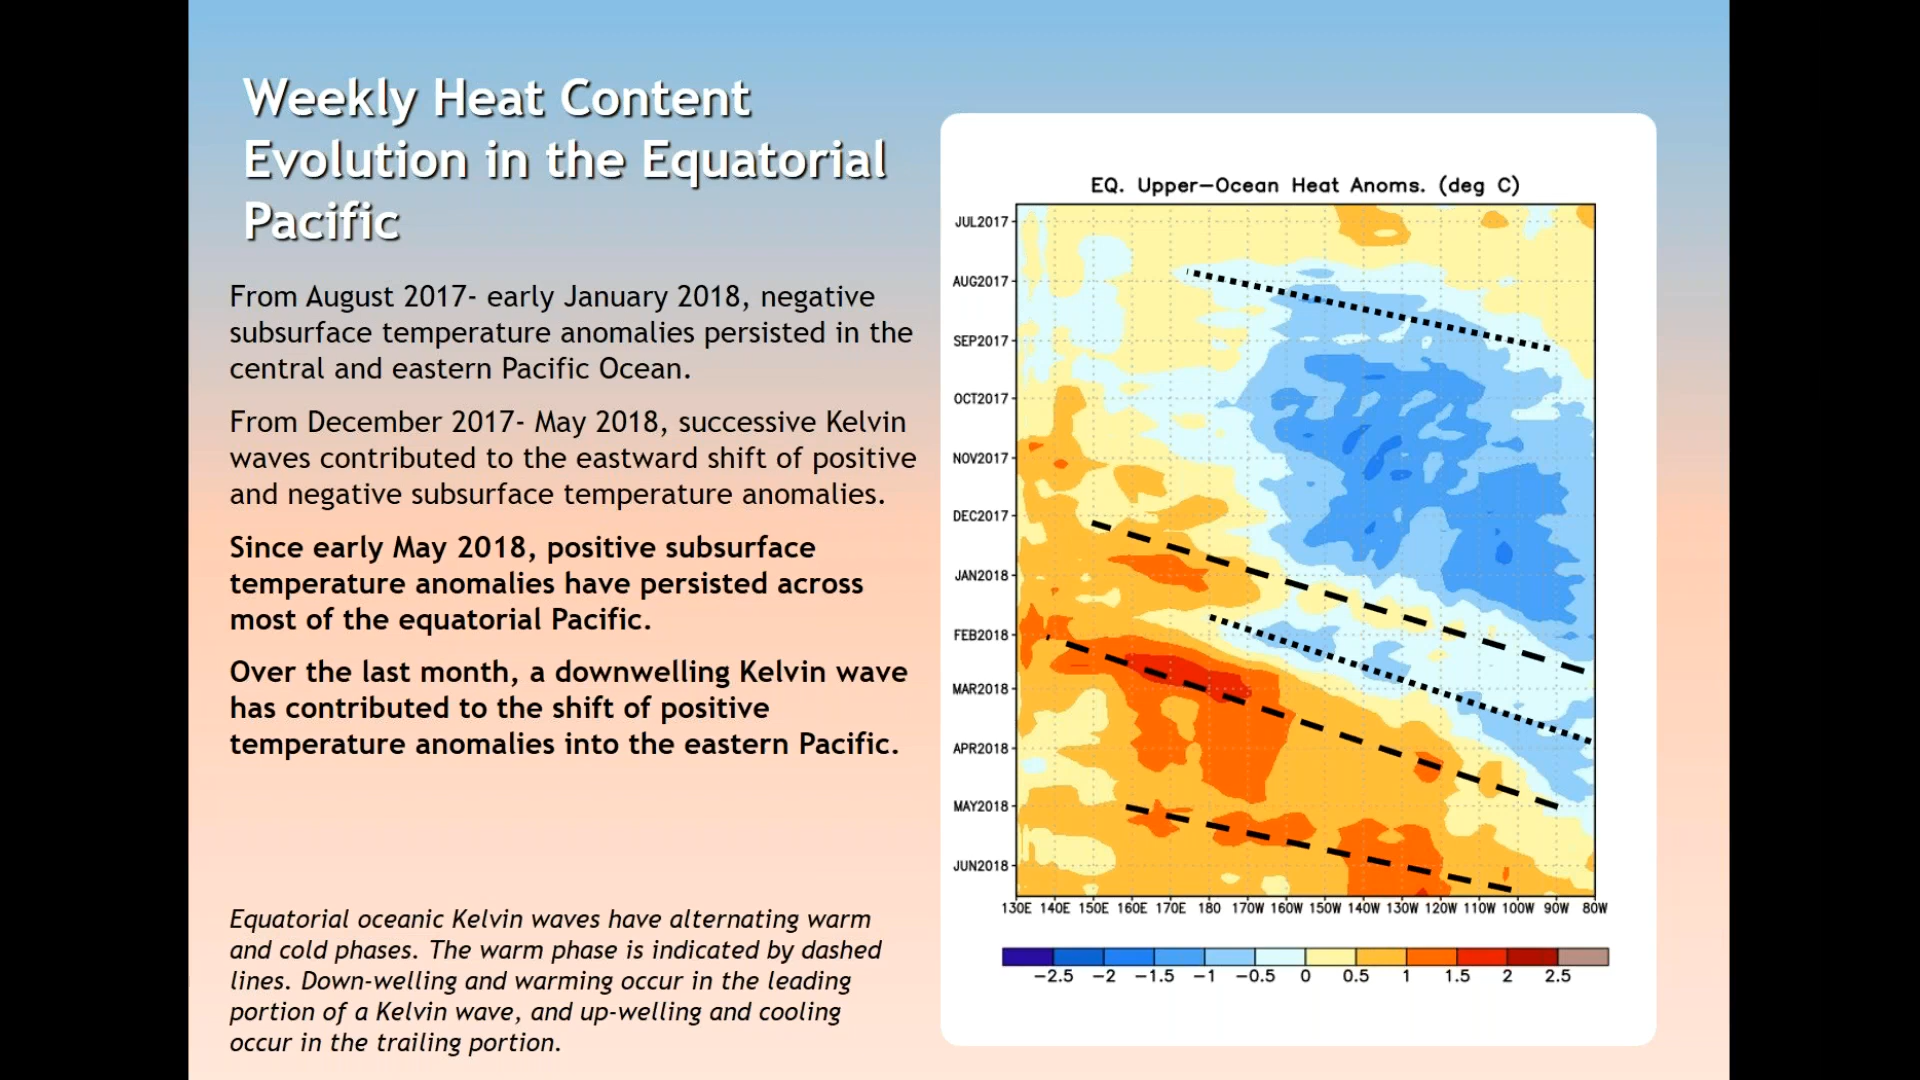 Weekly Heat Content
Evolution in the Equatorial
Pacific
From August 2017- early January 2018, negative
subsurface temperature anomalies persisted in the
central and eastern Pacific Ocean.
From December 2017- May 2018, successive Kelvin
waves contributed to the eastward shift of positive
and negative subsurface temperature anomalies.
Since early May 2018, positive subsurface
temperature anomalies have persisted across
most of the equatorial Pacific.
Over the last month, a downwelling Kelvin wave
has contributed to the shift of positive
temperature anomalies into the eastern Pacific.
Equatorial oceanic Kelvin waves have alternating warm
and cold phases. The warm phase is indicated by dashed
lines. Down-welling and warming occur in the leading
portion of a Kelvin wave, and up-welling and cooling
occur in the trailing portion.
EQ. Upper-Ocean Heat Anoms. (deg C)
JUL2017
AUG2017
SEP2017
OCT2017
NOV2017
DEC2017
JAN2018
FEB2018
MAR2018
APR2018
MAY2018
JUN2018
130E 140E 150E 160E 170E 180 170W 160W 150W 140W 130W 120W 110W 100W 90W 80W
-2.5 -2 -1.5 -1 -0.5 0 0.5 1 1.5 2 2.5